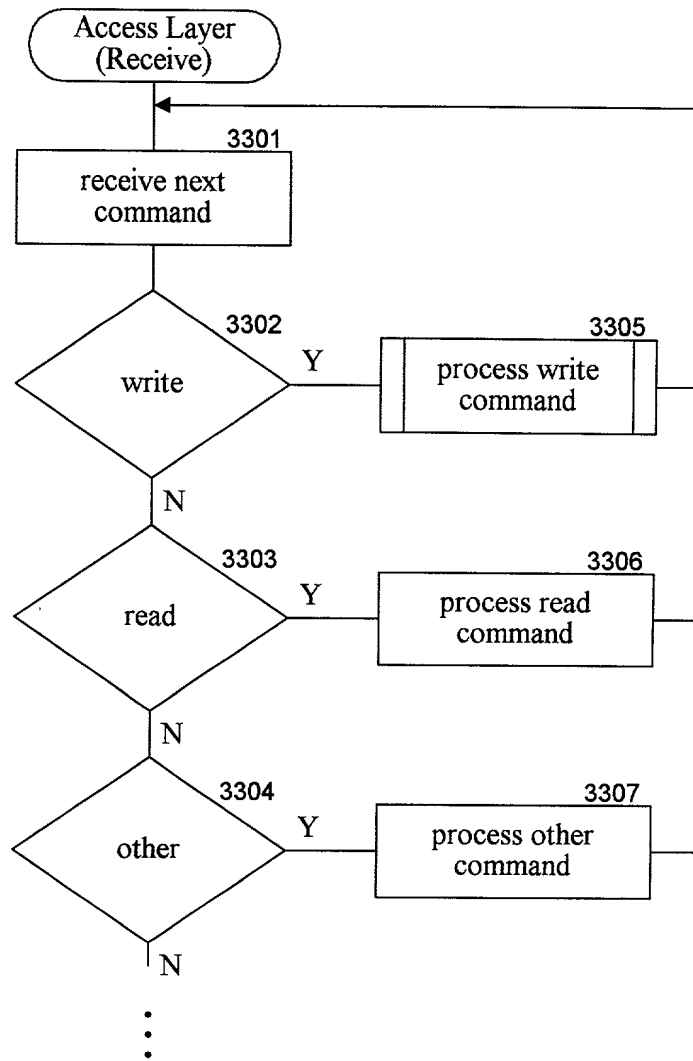 Access Layer
(Receive)
3301
receive next
command
3302
write
Y
3305
process write
command
N
3303
read
Y
3306
process read
command
N
3304
other
Y
3307
process other
command
N